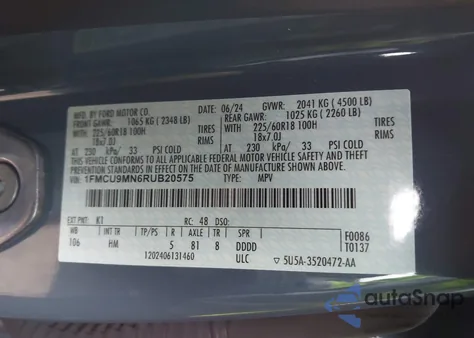 MFD. BY FORD MOTOR CO.
06/24 GVWR: 2041 KG (4500 LB)
FRONT GAWR: 1065 KG (2348 LB)
REAR GAWR: 1025 KG (2260 LB)
225/60R18 100H TIRES
18x7.0J RIMS
AT 230 kPa/ 33 PSI COLD
225/60R18 100H TIRES
18x7.0J RIMS
AT 230 kPa/ 33 PSI COLD
THIS VEHICLE CONFORMS TO ALL APPLICABLE FEDERAL MOTOR VEHICLE SAFETY, BUMPER, AND THEFT
PREVENTION STANDARDS IN EFFECT ON THE DATE OF MANUFACTURE SHOWN ABOVE.
VIN: 1FMCU9MN6RUB20575
TYPE: MPV
EXT PNT: K1 RC: 48 DSO:
WB INT TR TP/PS R AXLE TR
106 HM 5 81 8 DDDD
F0086
T0137
1202406131460 ULC ▽ 5U5A-3520472-AA
autoSnap